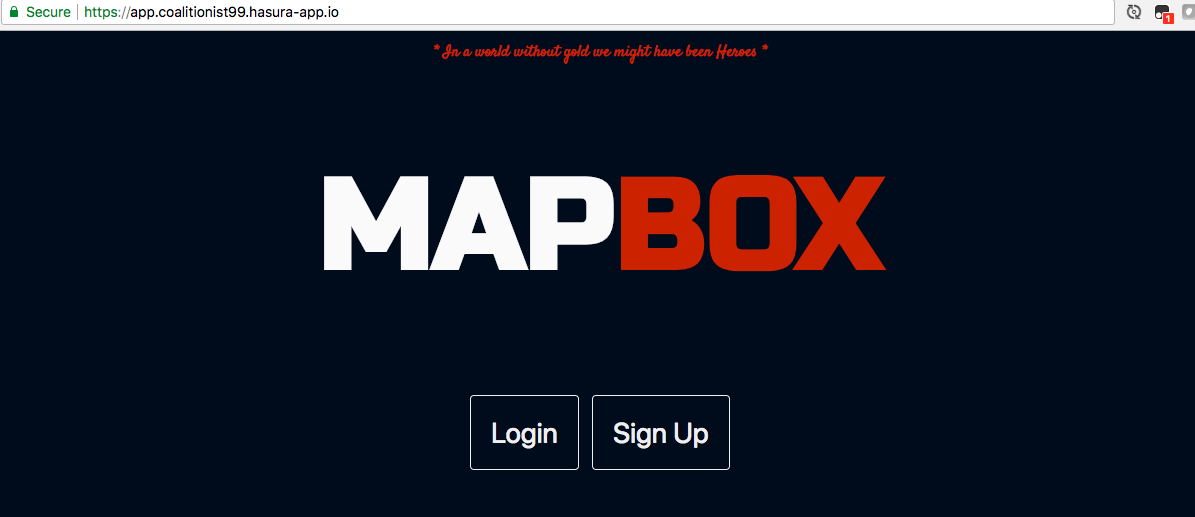 Secure https://app.coalitionist99.hasura-app.io
1
* In a world without gold we might have been Heroes *
MAPBOX
Login Sign Up